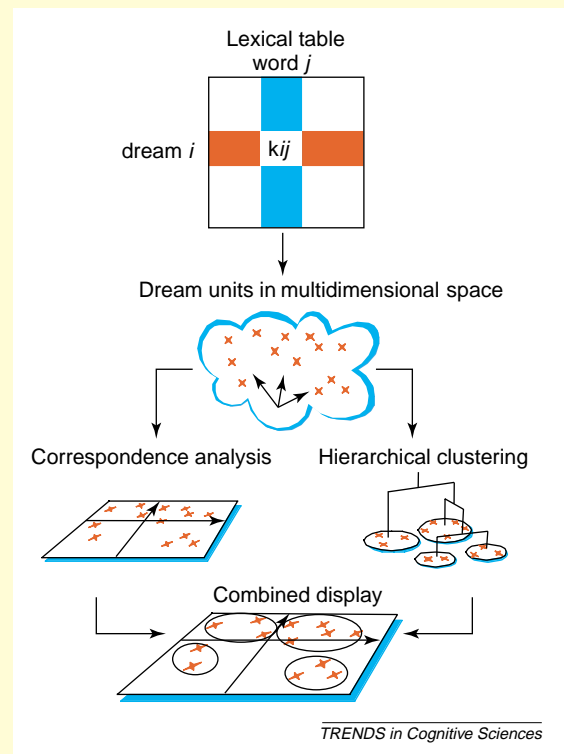 Lexical table
word j
dream i
kij
Dream units in multidimensional space
Correspondence analysis
Hierarchical clustering
Combined display
TRENDS in Cognitive Sciences